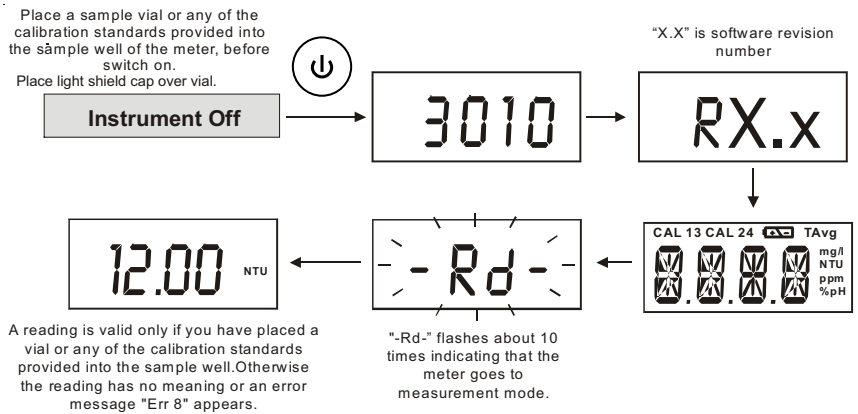 Place a sample vial or any of the
calibration standards provided into
the sample well of the meter, before
switch on.
Place light shield cap over vial.
Instrument Off
3010
"X.X" is software revision
number
RX.x
CAL 13 CAL 24 TAvg
8.8.8.8
mg/l
NTU
ppm
%pH
-Rd-
"-Rd-" flashes about 10
times indicating that the
meter goes to
measurement mode.
12.00 NTU
A reading is valid only if you have placed a
vial or any of the calibration standards
provided into the sample well.Otherwise
the reading has no meaning or an error
message "Err 8" appears.